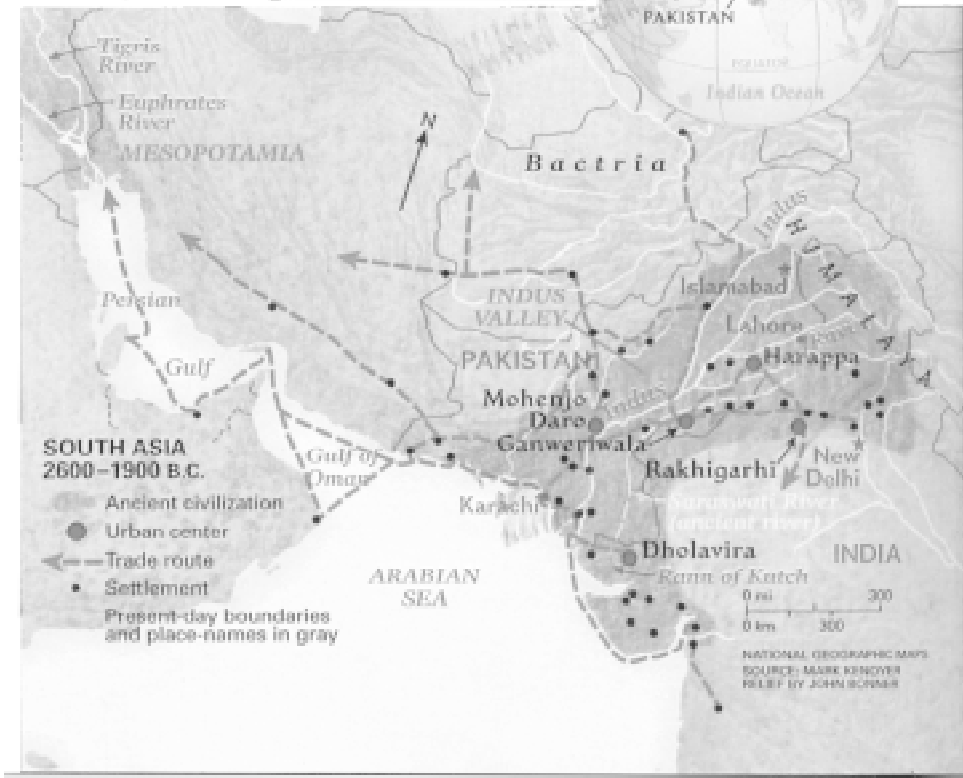 PAKISTAN
EQUATOR
Indian Ocean
Tigris
River
Euphrates
River
MESOPOTAMIA
N
Bactria
Indus
HIMALAYA
Persian
Gulf
INDUS
VALLEY
Islamabad
Lahore
Ravi
PAKISTAN
Harappa
Mohenjo
Daro
Indus
Ganweriwala
Rakhigarhi
New
Delhi
Gulf of
Oman
Karachi
Saraswati River
(ancient river)
Dholavira
INDIA
Rann of Kutch
ARABIAN
SEA
SOUTH ASIA
2600–1900 B.C.
Ancient civilization
Urban center
Trade route
Settlement
Present-day boundaries
and place-names in gray
0 mi 300
0 km 300
NATIONAL GEOGRAPHIC MAPS
SOURCE: MARK KENOYER
RELIEF BY JOHN BONNER